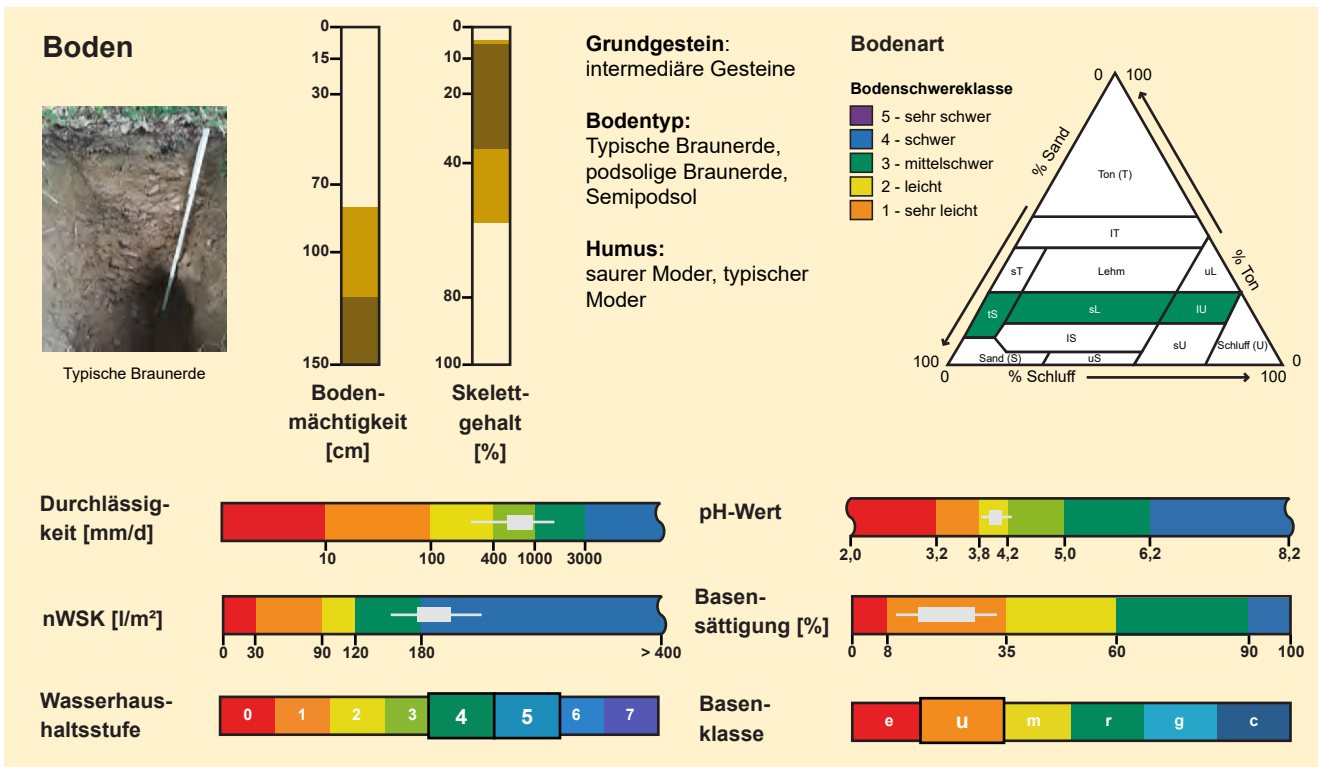 Boden
Typische Braunerde
0
15
30
70
100
150
Boden-
mächtigkeit
[cm]
0
10
20
40
80
100
Skelett-
gehalt
[%]
Grundgestein:
intermediäre Gesteine
Bodentyp:
Typische Braunerde,
podsolige Braunerde,
Semipodsol
Humus:
saurer Moder, typischer
Moder
Bodenart
Bodenschwereklasse
5 - sehr schwer
4 - schwer
3 - mittelschwer
2 - leicht
1 - sehr leicht
0 100
% Sand
% Ton
Ton (T)
lT
sT Lehm uL
tS sL lU
lS
Sand (S) uS sU Schluff (U)
100 0
0 % Schluff 100
Durchlässig-
keit [mm/d]
10 100 400 1000 3000
pH-Wert
2,0 3,2 3,8 4,2 5,0 6,2 8,2
nWSK [l/m²]
0 30 90 120 180 > 400
Basen-
sättigung [%]
0 8 35 60 90 100
Wasserhaus-
haltsstufe
0 1 2 3 4 5 6 7
Basen-
klasse
e u m r g c